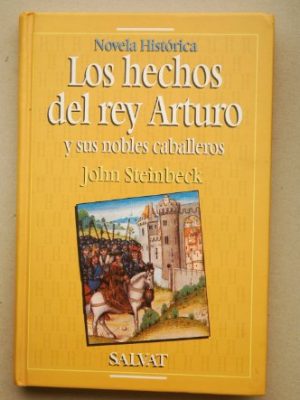 Novela Histórica
Los hechos
del rey Arturo
y sus nobles caballeros
John Steinbeck
SALVAT